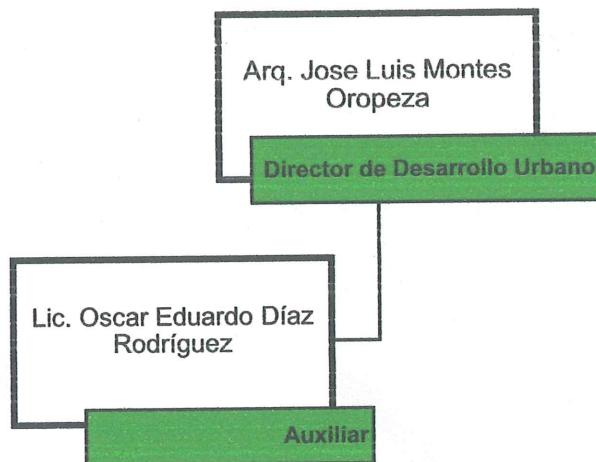 Arq. Jose Luis Montes
Oropeza
Director de Desarrollo Urbano
Lic. Oscar Eduardo Díaz
Rodríguez
Auxiliar